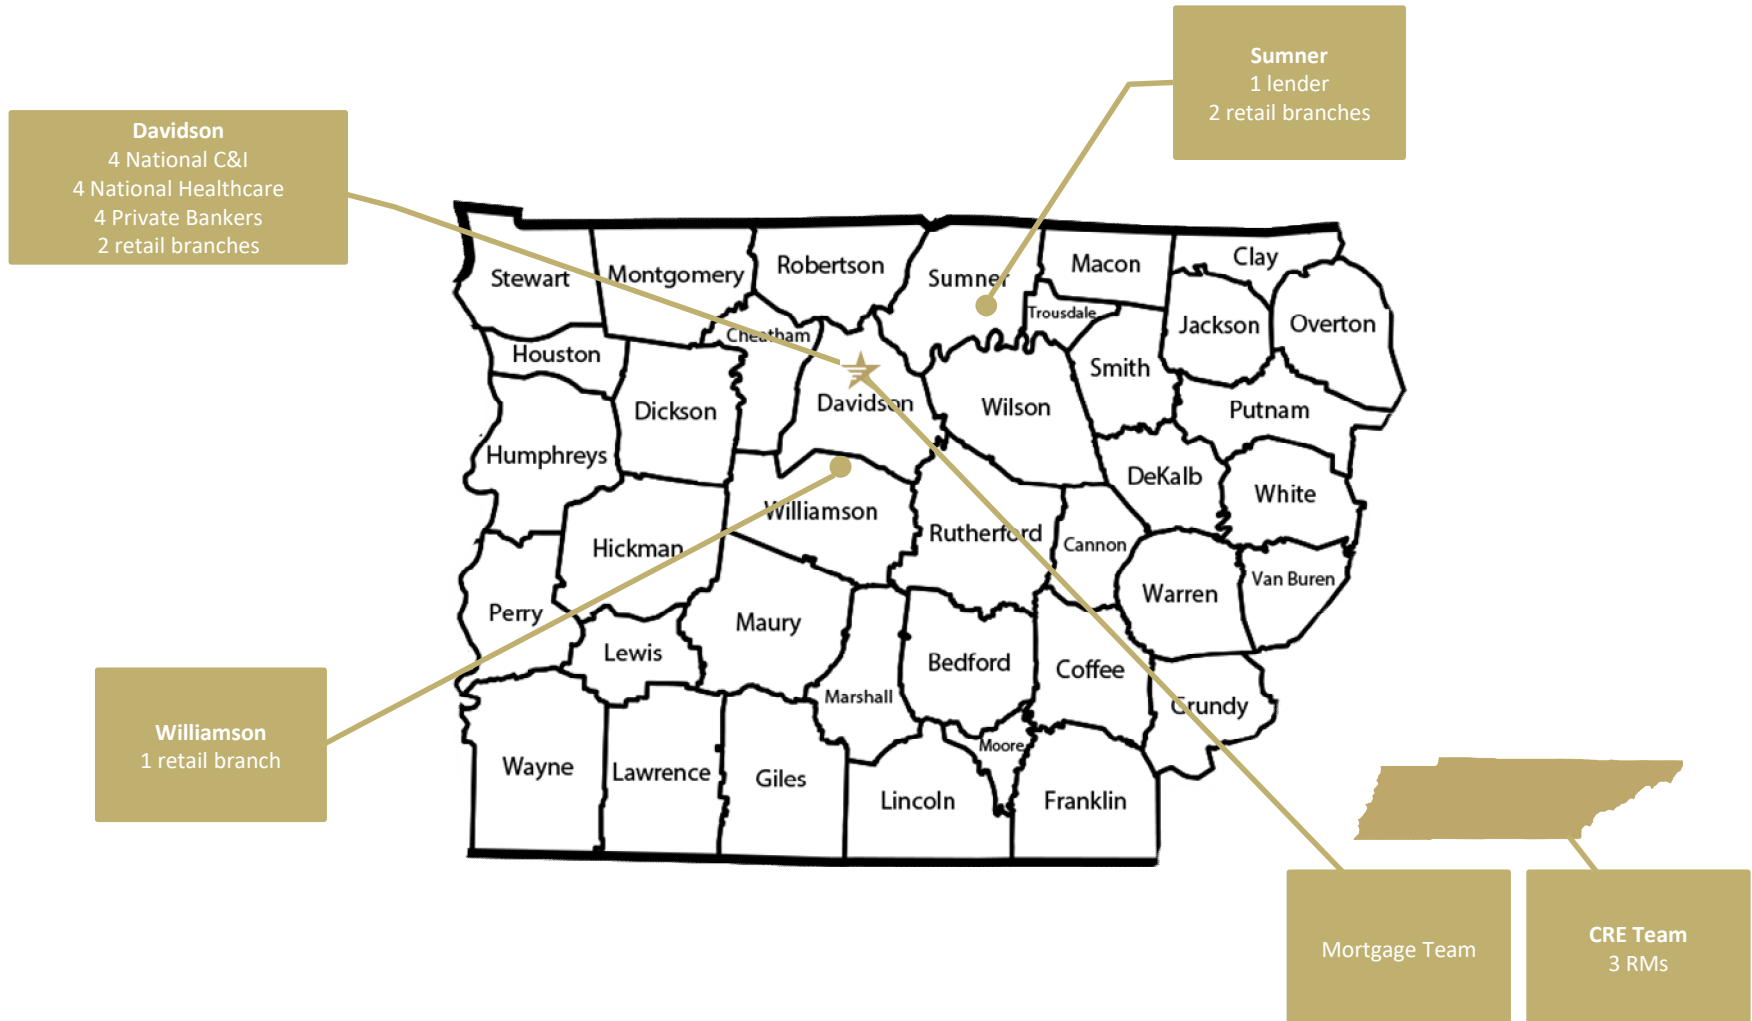 Sumner
1 lender
2 retail branches
Davidson
4 National C&I
4 National Healthcare
4 Private Bankers
2 retail branches
Stewart
Montgomery
Robertson
Sumner
Macon
Clay
Trousdale
Jackson
Overton
Houston
Cheatham
Smith
Dickson
Davidson
Wilson
Putnam
Humphreys
DeKalb
White
Williamson
Rutherford
Cannon
Hickman
Van Buren
Warren
Perry
Maury
Lewis
Bedford
Coffee
Marshall
Grundy
Moore
Wayne
Lawrence
Giles
Lincoln
Franklin
Williamson
1 retail branch
Mortgage Team
CRE Team
3 RMs